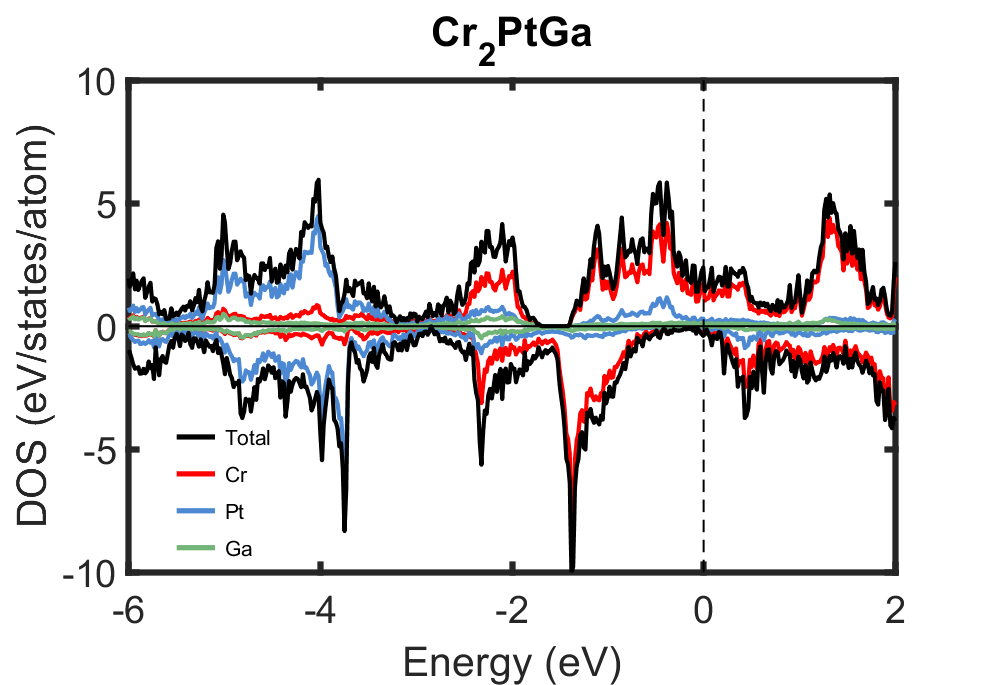 Cr₂PtGa
10
5
0
-5
-10
DOS (eV/states/atom)
Total
Cr
Pt
Ga
-6 -4 -2 0 2
Energy (eV)